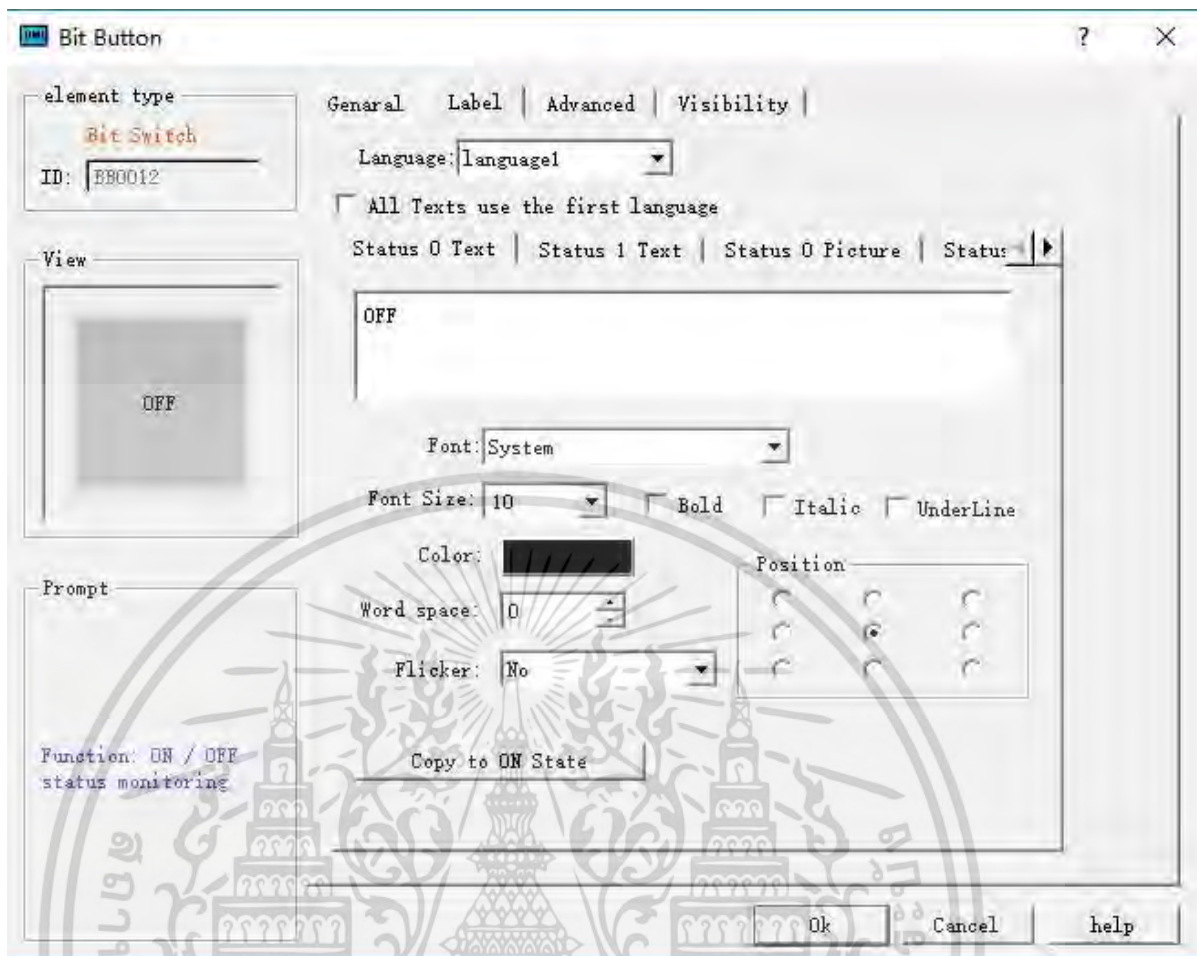 Bit Button
element type
Bit Switch
ID: BB0012
View
OFF
Prompt
Function: ON / OFF
status monitoring
Genaral | Label | Advanced | Visibility |
Language: language1
All Texts use the first language
Status 0 Text | Status 1 Text | Status 0 Picture | Status
OFF
Font: System
Font Size: 10 Bold Italic UnderLine
Color:
Position
Word space: 0
Flicker: No
Copy to ON State
Ok Cancel help